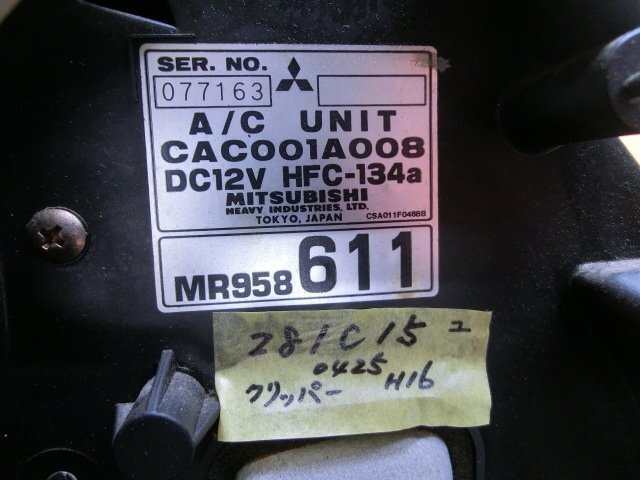 SER. NO.
077163
A/C UNIT
CAC001A008
DC12V HFC-134a
MITSUBISHI
HEAVY INDUSTRIES, LTD.
TOKYO, JAPAN
CSA011F048BB
MR958 611
281C15 ユ
0425
クリッパー H16